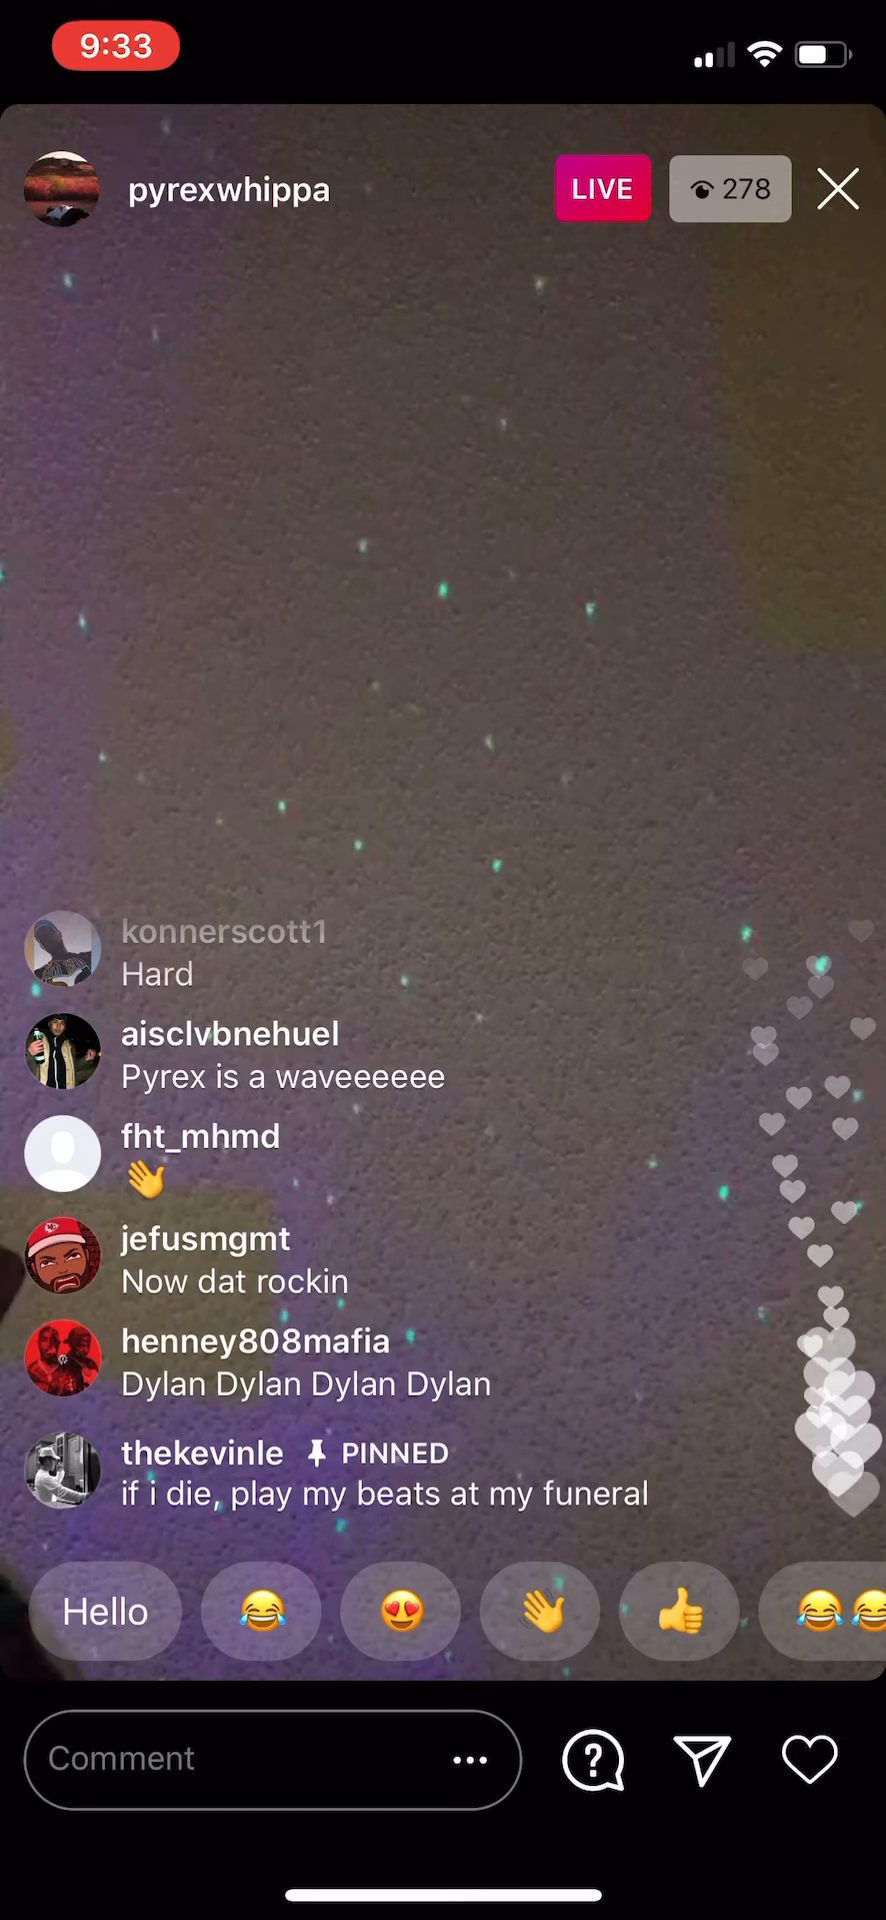 9:33
pyrexwhippa LIVE 278
konnerscott1
Hard
aisclvbnehuel
Pyrex is a waveeeeee
fht_mhmd
👋
jefusmgmt
Now dat rockin
henney808mafia
Dylan Dylan Dylan Dylan
thekevinle PINNED
if i die, play my beats at my funeral
Hello 😂 😍 👋 👍 😂😂
Comment